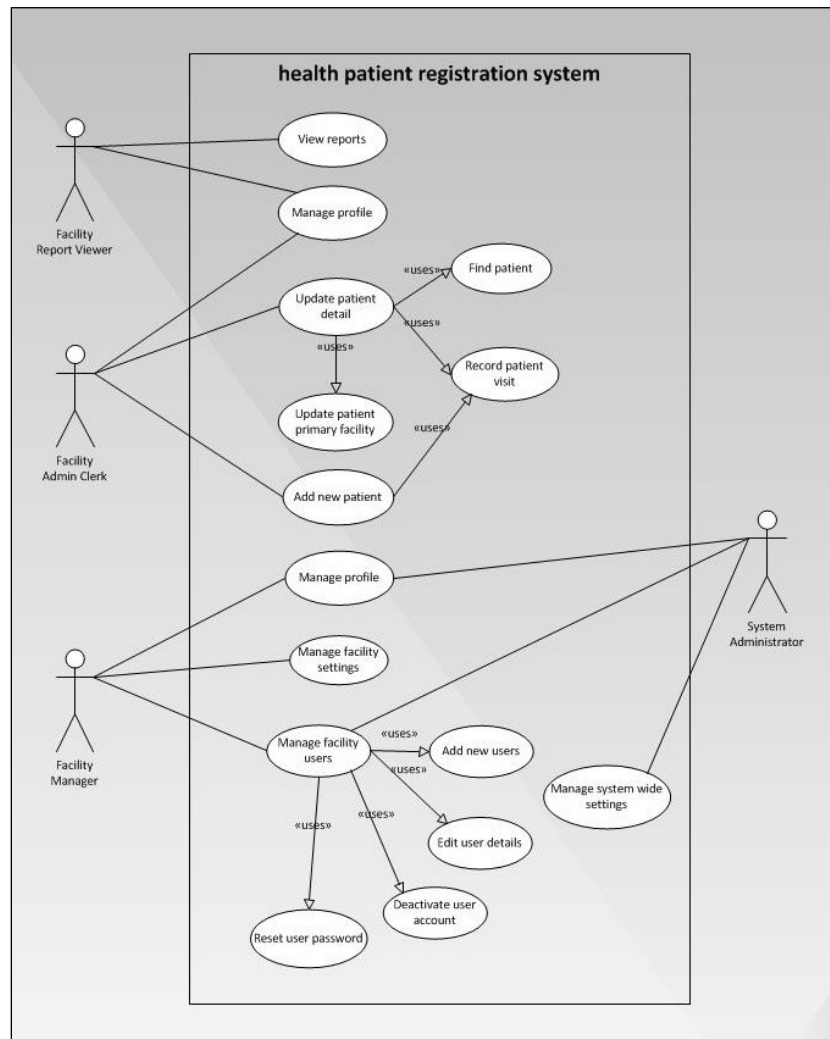 health patient registration system
View reports
Manage profile
Facility
Report Viewer
«uses»
Find patient
Update patient
detail
«uses»
«uses»
Record patient
visit
Update patient
primary facility
«uses»
Facility
Admin Clerk
Add new patient
Manage profile
System
Administrator
Manage facility
settings
Facility
Manager
Manage facility
users
«uses»
Add new users
«uses»
Manage system wide
settings
«uses»
«uses»
Edit user details
Deactivate user
account
Reset user password